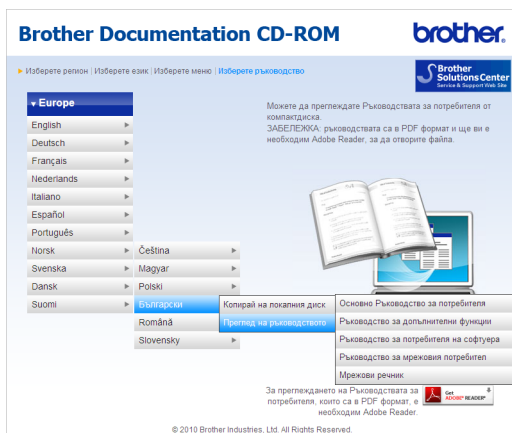 Brother Documentation CD-ROM
brother.
Изберете регион | Изберете език | Изберете меню | Изберете ръководство
Brother
Solutions Center
Service & Support Web Site
Europe
English
Deutsch
Français
Nederlands
Italiano
Español
Português
Norsk
Svenska
Dansk
Suomi
Čeština
Magyar
Polski
Български
Română
Slovensky
Копирай на локалния диск
Преглед на ръководството
Основно Ръководство за потребителя
Ръководство за допълнителни функции
Ръководство за потребителя на софтуера
Ръководство за мрежовия потребител
Мрежови речник
Можете да преглеждате Ръководствата за потребителя от
компактдиска.
ЗАБЕЛЕЖКА: ръководствата са в PDF формат и ще ви е
необходим Adobe Reader, за да отворите файла.
За преглеждането на Ръководствата за
потребителя, които са в PDF формат, е
необходим Adobe Reader.
Get
ADOBE® READER®
© 2010 Brother Industries, Ltd. All Rights Reserved.